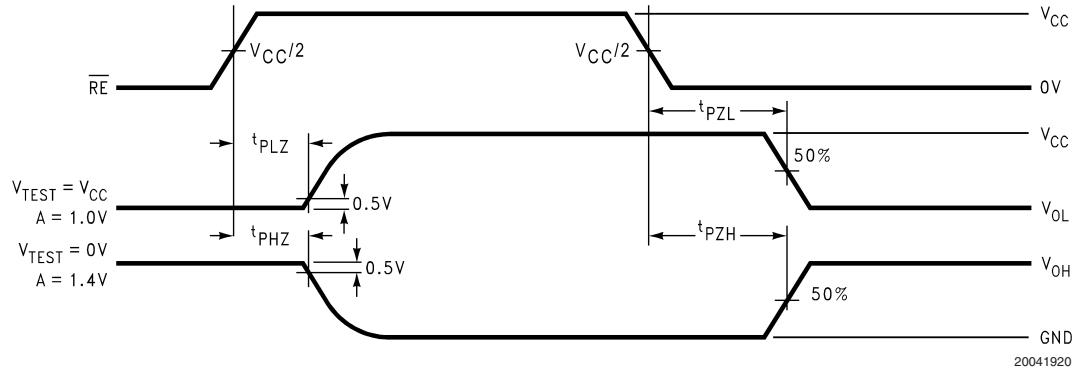 V_CC
V_CC/2
V_CC/2
R̅E̅
0V
t_PZL
V_CC
t_PLZ
50%
V_TEST = V_CC
A = 1.0V
0.5V
V_OL
t_PHZ
t_PZH
V_TEST = 0V
A = 1.4V
0.5V
V_OH
50%
GND
20041920